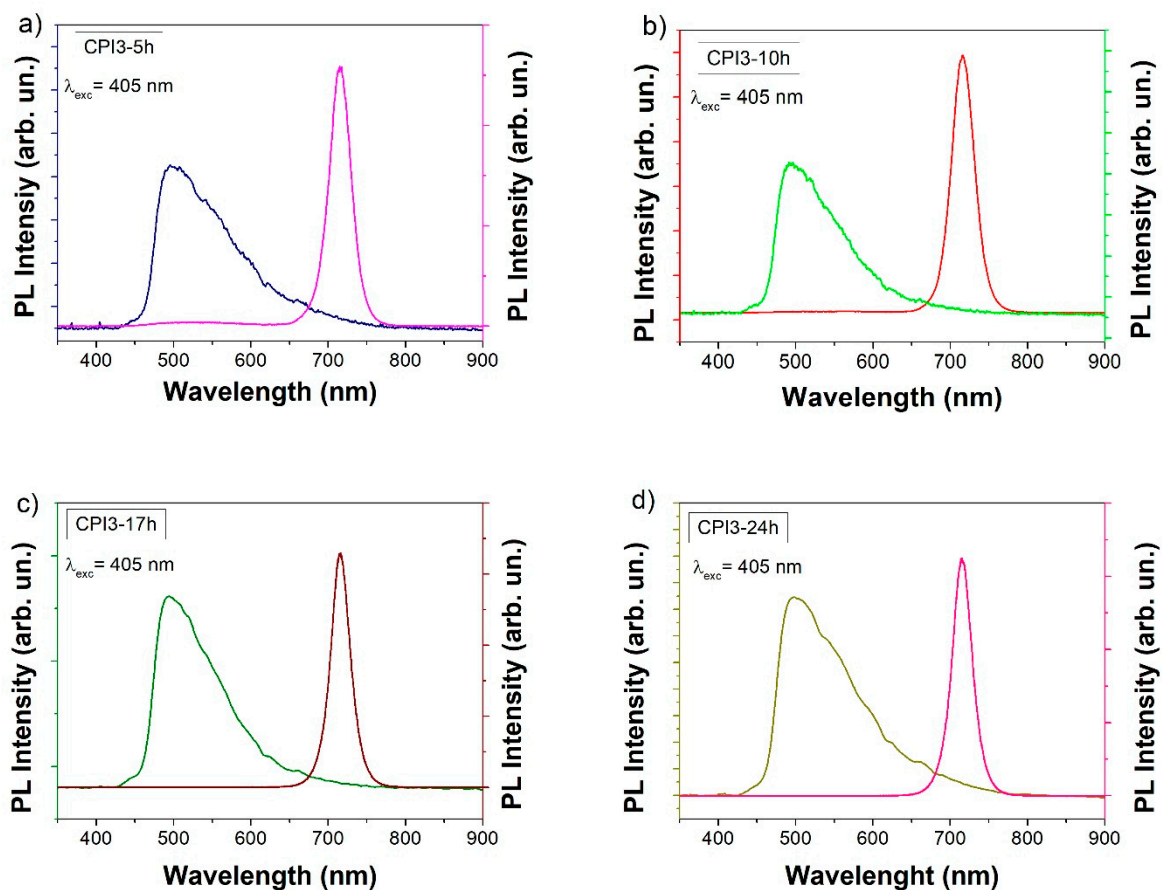 a)
CPI3-5h
λexc= 405 nm
PL Intensiy (arb. un.)
PL Intensity (arb. un.)
400 500 600 700 800 900
Wavelength (nm)
b)
CPI3-10h
λexc= 405 nm
PL Intensity (arb. un.)
PL Intensity (arb. un.)
400 500 600 700 800 900
Wavelength (nm)
c)
CPI3-17h
λexc= 405 nm
PL Intensity (arb. un.)
PL Intensity (arb. un.)
400 500 600 700 800 900
Wavelength (nm)
d)
CPI3-24h
λexc= 405 nm
PL Intensity (arb. un.)
PL Intensity (arb. un.)
400 500 600 700 800 900
Wavelenght (nm)